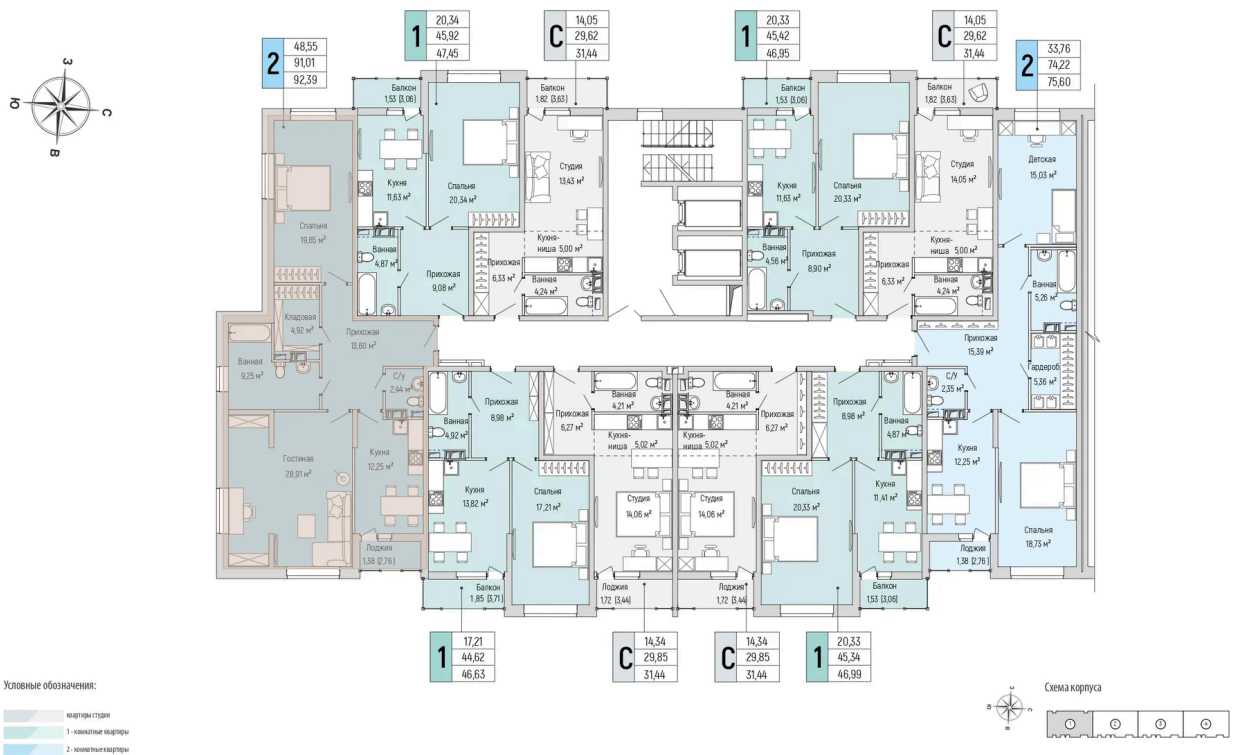 2
48,55
91,01
92,39
1
20,34
45,92
47,45
С
14,05
29,62
31,44
1
20,33
45,42
46,95
С
14,05
29,62
31,44
2
33,76
74,22
75,60
З
С
В
Ю
Балкон
1,53 (3,06)
Балкон
1,82 (3,63)
Балкон
1,53 (3,06)
Балкон
1,82 (3,63)
Спальня
19,65 м²
Кухня
11,63 м²
Спальня
20,34 м²
Студия
13,43 м²
Кухня
11,63 м²
Спальня
20,33 м²
Студия
14,05 м²
Детская
15,03 м²
Ванная
4,87 м²
Прихожая
9,08 м²
Прихожая
6,33 м²
Кухня-
ниша 5,00 м²
Ванная
4,24 м²
Ванная
4,56 м²
Прихожая
8,90 м²
Прихожая
6,33 м²
Кухня-
ниша 5,00 м²
Ванная
4,24 м²
Ванная
5,26 м²
Кладовая
4,92 м²
Прихожая
13,60 м²
Ванная
9,25 м²
С/у
2,44 м²
Прихожая
15,39 м²
С/у
2,35 м²
Гардероб
5,36 м²
Ванная
4,92 м²
Прихожая
8,98 м²
Прихожая
6,27 м²
Ванная
4,21 м²
Кухня-
ниша 5,02 м²
Ванная
4,21 м²
Кухня-
ниша 5,02 м²
Прихожая
6,27 м²
Прихожая
8,98 м²
Ванная
4,87 м²
Гостиная
28,91 м²
Кухня
12,25 м²
Кухня
13,82 м²
Спальня
17,21 м²
Студия
14,06 м²
Студия
14,06 м²
Спальня
20,33 м²
Кухня
11,41 м²
Кухня
12,25 м²
Спальня
18,73 м²
Лоджия
1,38 (2,76)
Балкон
1,85 (3,71)
Лоджия
1,72 (3,44)
Лоджия
1,72 (3,44)
Балкон
1,53 (3,06)
Лоджия
1,38 (2,76)
1
17,21
44,62
46,63
С
14,34
29,85
31,44
С
14,34
29,85
31,44
1
20,33
45,34
46,99
Условные обозначения:
квартиры студии
1 - комнатные квартиры
2 - комнатные квартиры
З
С
В
Ю
Схема корпуса
1
2
3
4